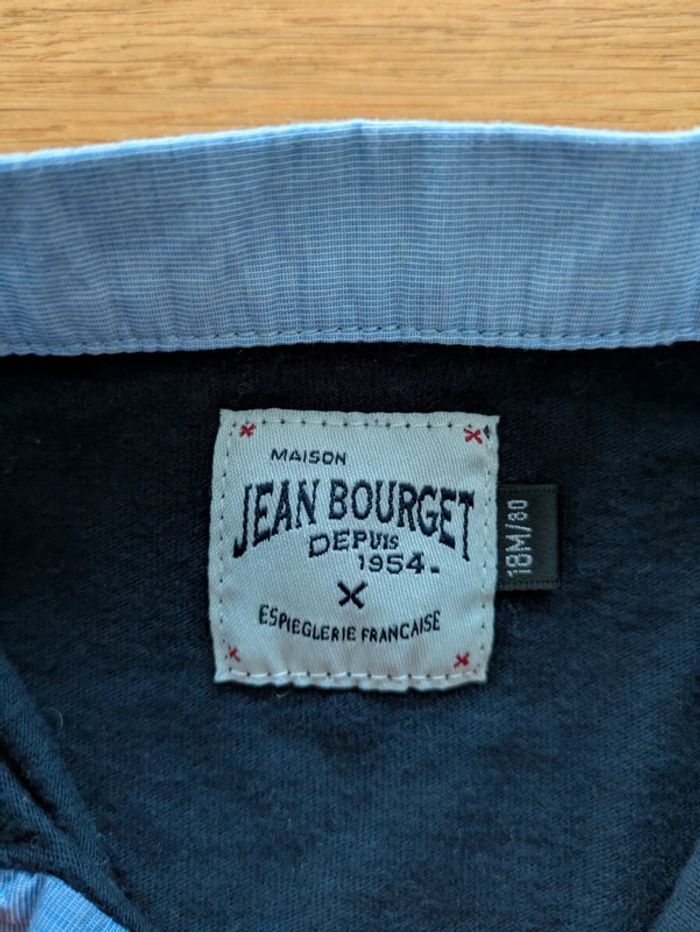 MAISON
JEAN BOURGET
DEPUIS
1954.
X
ESPIEGLERIE FRANCAISE
18M/80